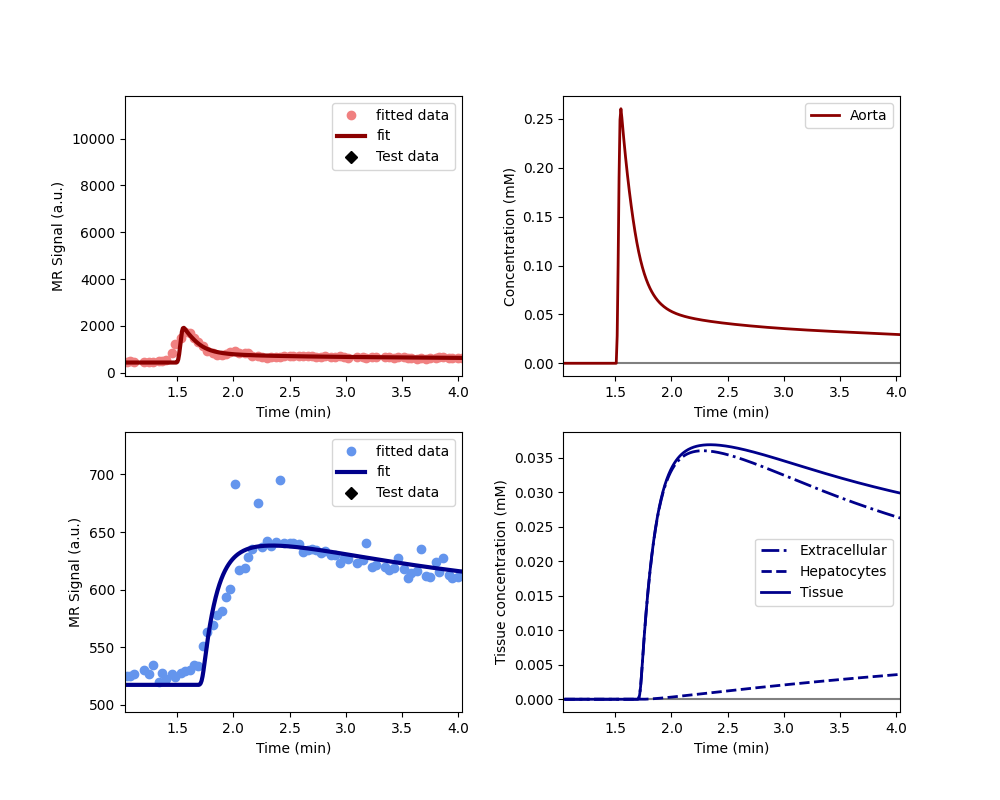 MR Signal (a.u.)
10000
8000
6000
4000
2000
0
fitted data
fit
Test data
1.5 2.0 2.5 3.0 3.5 4.0
Time (min)
Concentration (mM)
0.25
0.20
0.15
0.10
0.05
0.00
Aorta
1.5 2.0 2.5 3.0 3.5 4.0
Time (min)
MR Signal (a.u.)
700
650
600
550
500
fitted data
fit
Test data
1.5 2.0 2.5 3.0 3.5 4.0
Time (min)
Tissue concentration (mM)
0.035
0.030
0.025
0.020
0.015
0.010
0.005
0.000
Extracellular
Hepatocytes
Tissue
1.5 2.0 2.5 3.0 3.5 4.0
Time (min)